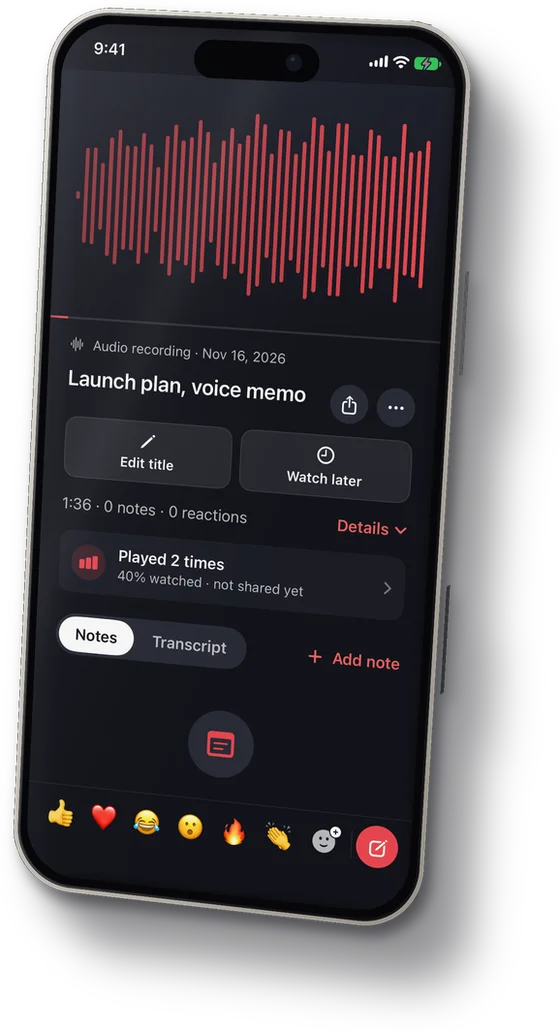 9:41
Audio recording · Nov 16, 2026
Launch plan, voice memo
Edit title
Watch later
1:36 · 0 notes · 0 reactions
Details
Played 2 times
40% watched · not shared yet
Notes
Transcript
+ Add note